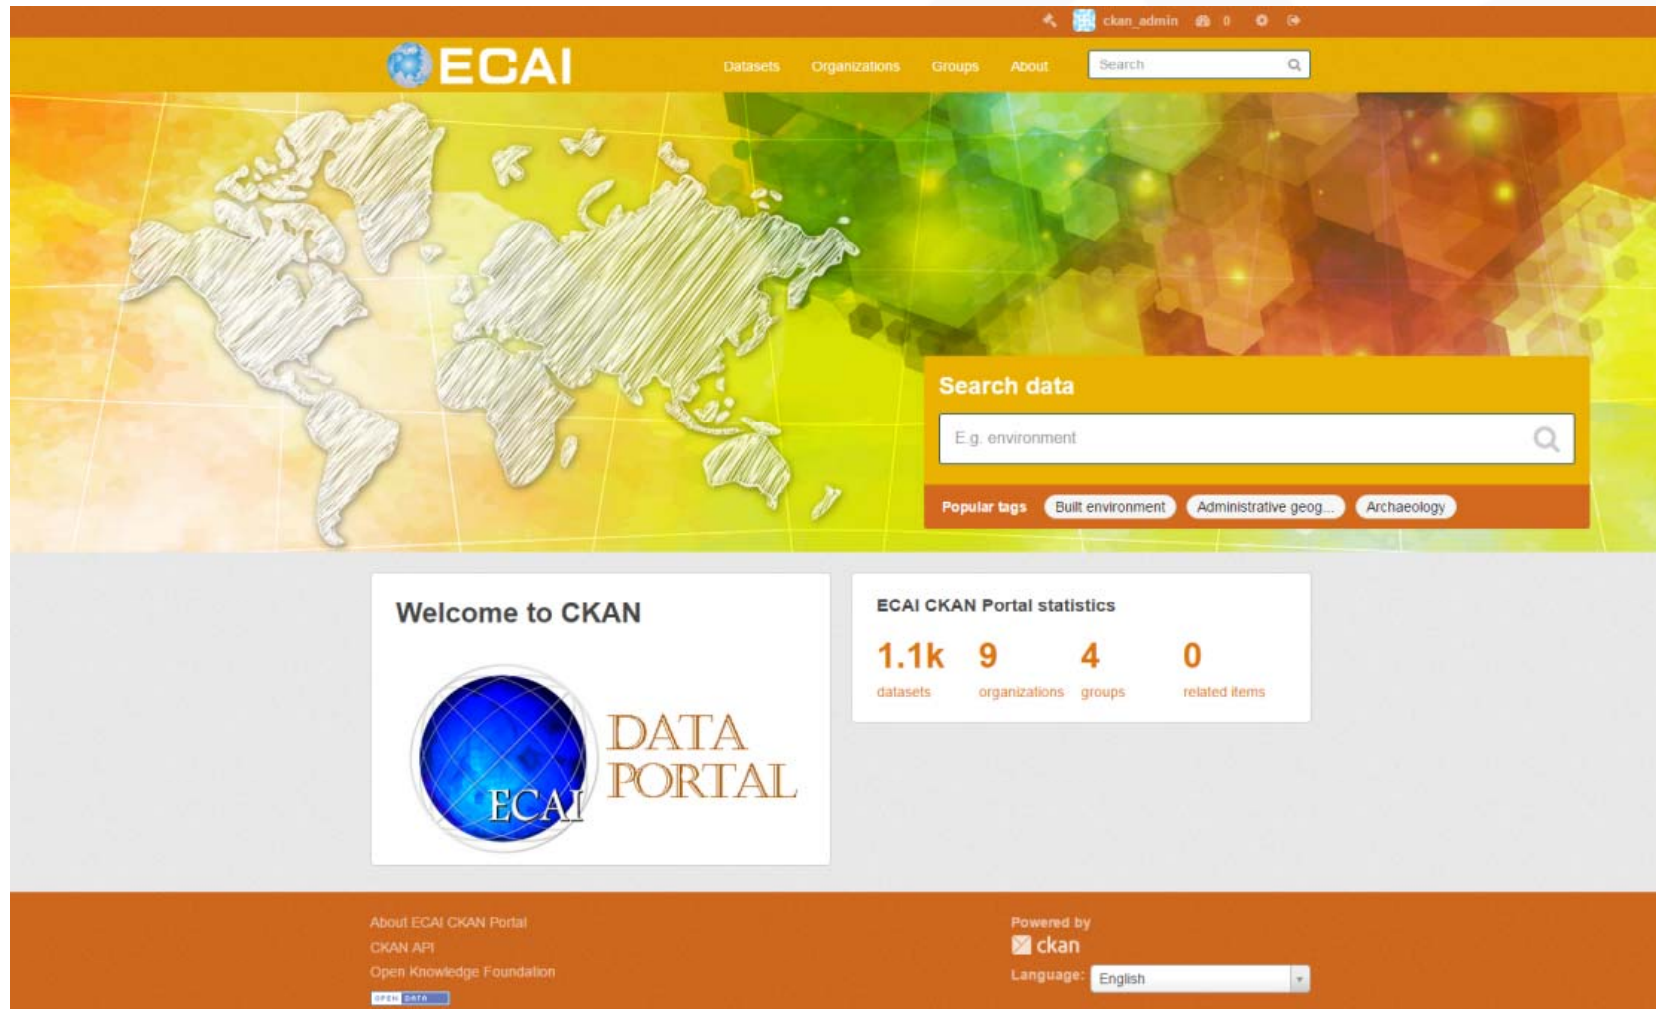 ckan_admin 0
ECAI Datasets Organizations Groups About Search
Search data
E.g. environment
Popular tags Built environment Administrative geog... Archaeology
Welcome to CKAN
ECAI
DATA
PORTAL
ECAI CKAN Portal statistics
1.1k 9 4 0
datasets organizations groups related items
About ECAI CKAN Portal
CKAN API
Open Knowledge Foundation
OPEN DATA
Powered by
ckan
Language: English